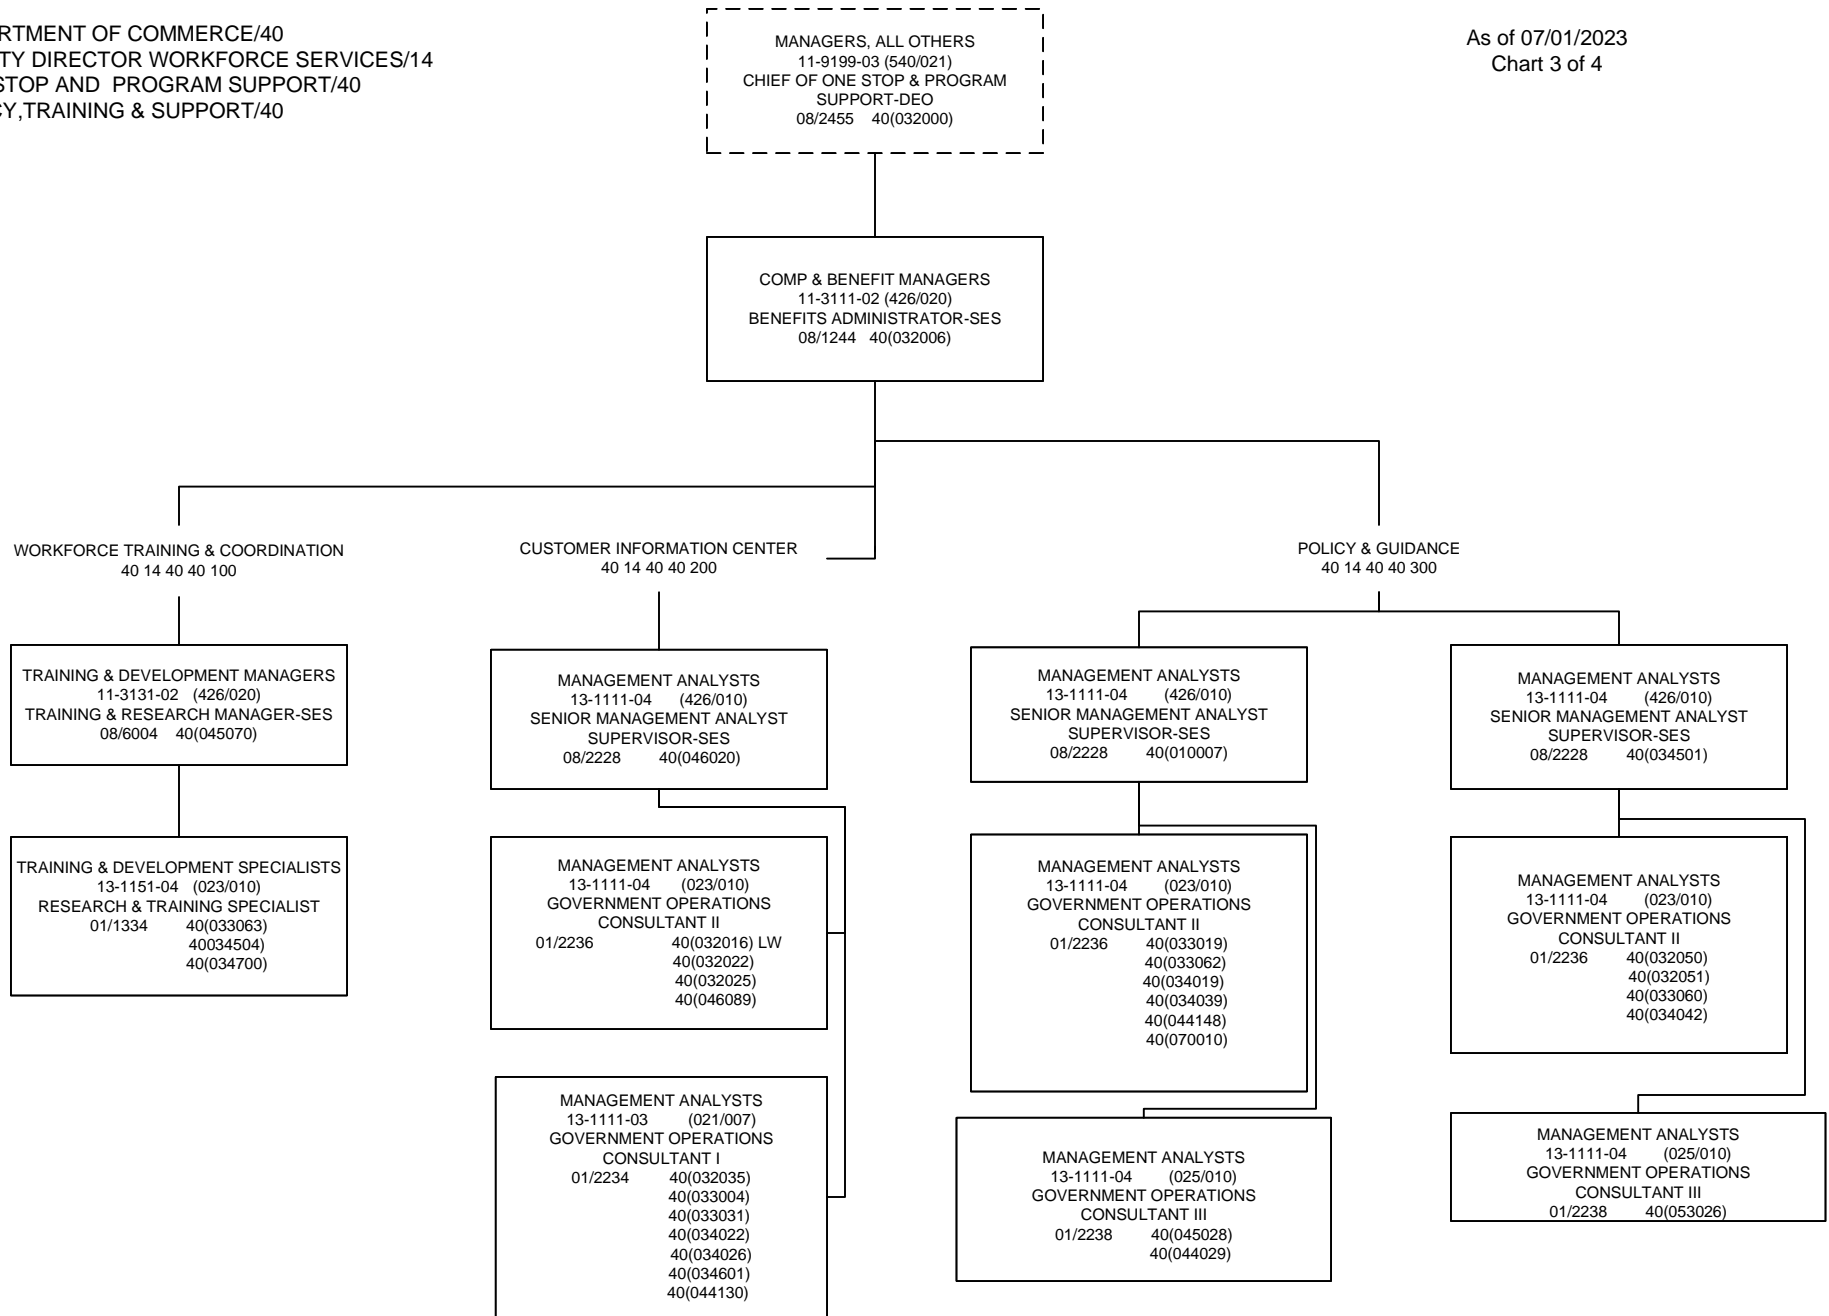 RTMENT OF COMMERCE/40
TY DIRECTOR WORKFORCE SERVICES/14
STOP AND PROGRAM SUPPORT/40
CY,TRAINING & SUPPORT/40
As of 07/01/2023
Chart 3 of 4
MANAGERS, ALL OTHERS
11-9199-03 (540/021)
CHIEF OF ONE STOP & PROGRAM
SUPPORT-DEO
08/2455 40(032000)
COMP & BENEFIT MANAGERS
11-3111-02 (426/020)
BENEFITS ADMINISTRATOR-SES
08/1244 40(032006)
WORKFORCE TRAINING & COORDINATION
40 14 40 40 100
TRAINING & DEVELOPMENT MANAGERS
11-3131-02 (426/020)
TRAINING & RESEARCH MANAGER-SES
08/6004 40(045070)
TRAINING & DEVELOPMENT SPECIALISTS
13-1151-04 (023/010)
RESEARCH & TRAINING SPECIALIST
01/1334 40(033063)
40034504)
40(034700)
CUSTOMER INFORMATION CENTER
40 14 40 40 200
MANAGEMENT ANALYSTS
13-1111-04 (426/010)
SENIOR MANAGEMENT ANALYST
SUPERVISOR-SES
08/2228 40(046020)
MANAGEMENT ANALYSTS
13-1111-04 (023/010)
GOVERNMENT OPERATIONS
CONSULTANT II
01/2236 40(032016) LW
40(032022)
40(032025)
40(046089)
MANAGEMENT ANALYSTS
13-1111-03 (021/007)
GOVERNMENT OPERATIONS
CONSULTANT I
01/2234 40(032035)
40(033004)
40(033031)
40(034022)
40(034026)
40(034601)
40(044130)
POLICY & GUIDANCE
40 14 40 40 300
MANAGEMENT ANALYSTS
13-1111-04 (426/010)
SENIOR MANAGEMENT ANALYST
SUPERVISOR-SES
08/2228 40(010007)
MANAGEMENT ANALYSTS
13-1111-04 (023/010)
GOVERNMENT OPERATIONS
CONSULTANT II
01/2236 40(033019)
40(033062)
40(034019)
40(034039)
40(044148)
40(070010)
MANAGEMENT ANALYSTS
13-1111-04 (025/010)
GOVERNMENT OPERATIONS
CONSULTANT III
01/2238 40(045028)
40(044029)
MANAGEMENT ANALYSTS
13-1111-04 (426/010)
SENIOR MANAGEMENT ANALYST
SUPERVISOR-SES
08/2228 40(034501)
MANAGEMENT ANALYSTS
13-1111-04 (023/010)
GOVERNMENT OPERATIONS
CONSULTANT II
01/2236 40(032050)
40(032051)
40(033060)
40(034042)
MANAGEMENT ANALYSTS
13-1111-04 (025/010)
GOVERNMENT OPERATIONS
CONSULTANT III
01/2238 40(053026)